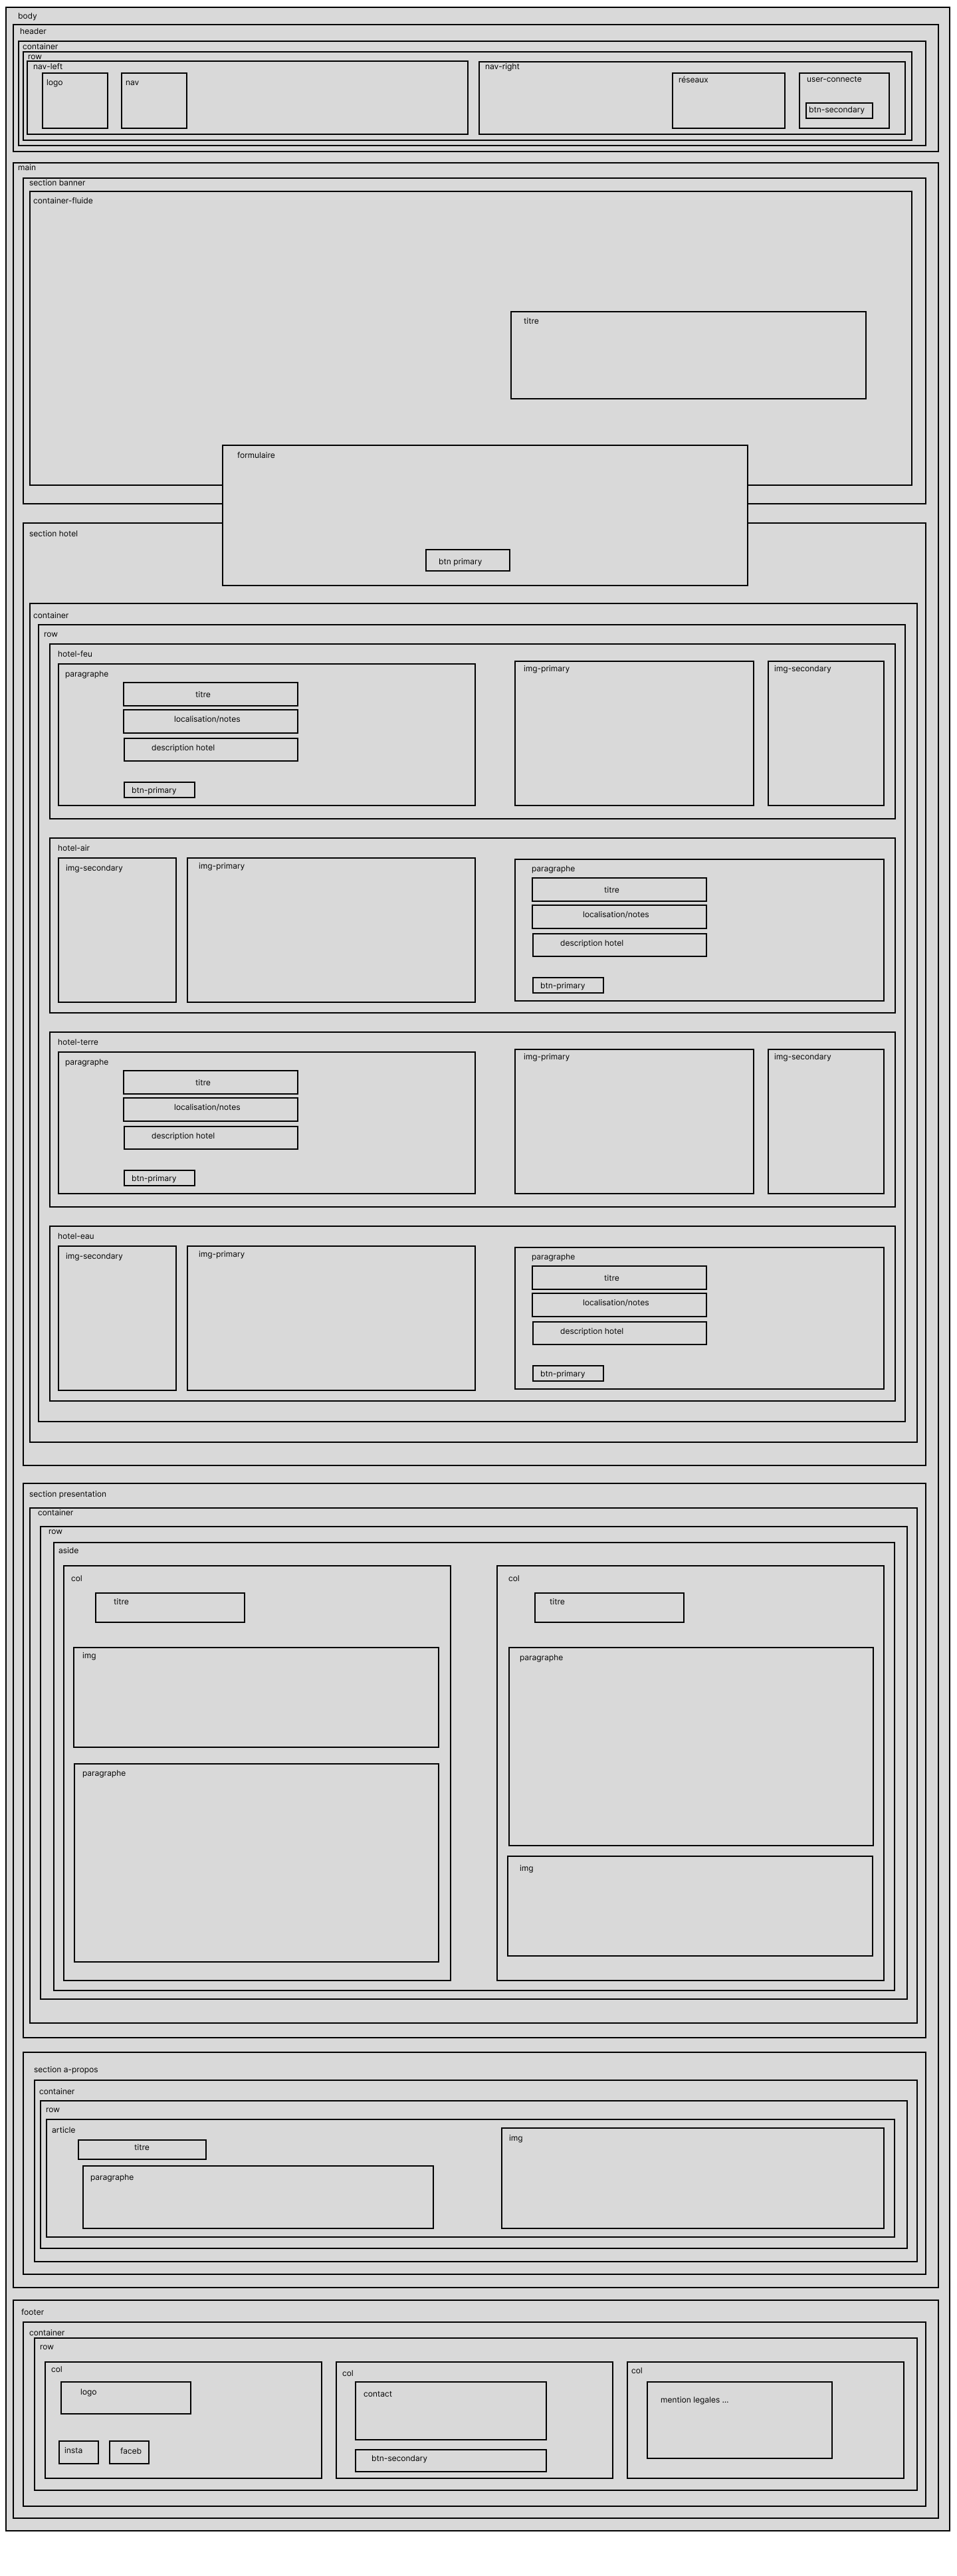 body
header
container
row
nav-left
logo
nav
nav-right
réseaux
user-connecte
btn-secondary
main
section banner
container-fluide
titre
formulaire
btn primary
section hotel
container
row
hotel-feu
paragraphe
titre
localisation/notes
description hotel
btn-primary
img-primary
img-secondary
hotel-air
img-secondary
img-primary
paragraphe
titre
localisation/notes
description hotel
btn-primary
hotel-terre
paragraphe
titre
localisation/notes
description hotel
btn-primary
img-primary
img-secondary
hotel-eau
img-secondary
img-primary
paragraphe
titre
localisation/notes
description hotel
btn-primary
section presentation
container
row
aside
col
titre
img
paragraphe
col
titre
paragraphe
img
section a-propos
container
row
article
titre
paragraphe
img
footer
container
row
col
logo
insta
faceb
col
contact
btn-secondary
col
mention legales ...